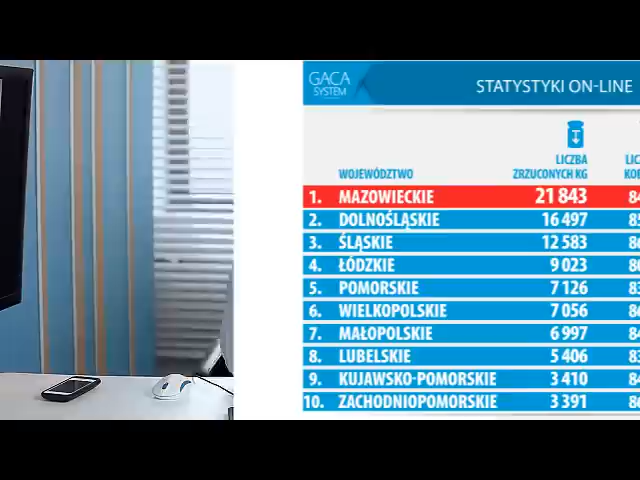 GACA
SYSTEM
STATYSTYKI ON-LINE
WOJEWÓDZTWO
LICZBA
ZRZUCONYCH KG
1. MAZOWIECKIE 21 843
2. DOLNOŚLĄSKIE 16 497
3. ŚLĄSKIE 12 583
4. ŁÓDZKIE 9 023
5. POMORSKIE 7 126
6. WIELKOPOLSKIE 7 056
7. MAŁOPOLSKIE 6 997
8. LUBELSKIE 5 406
9. KUJAWSKO-POMORSKIE 3 410
10. ZACHODNIOPOMORSKIE 3 391